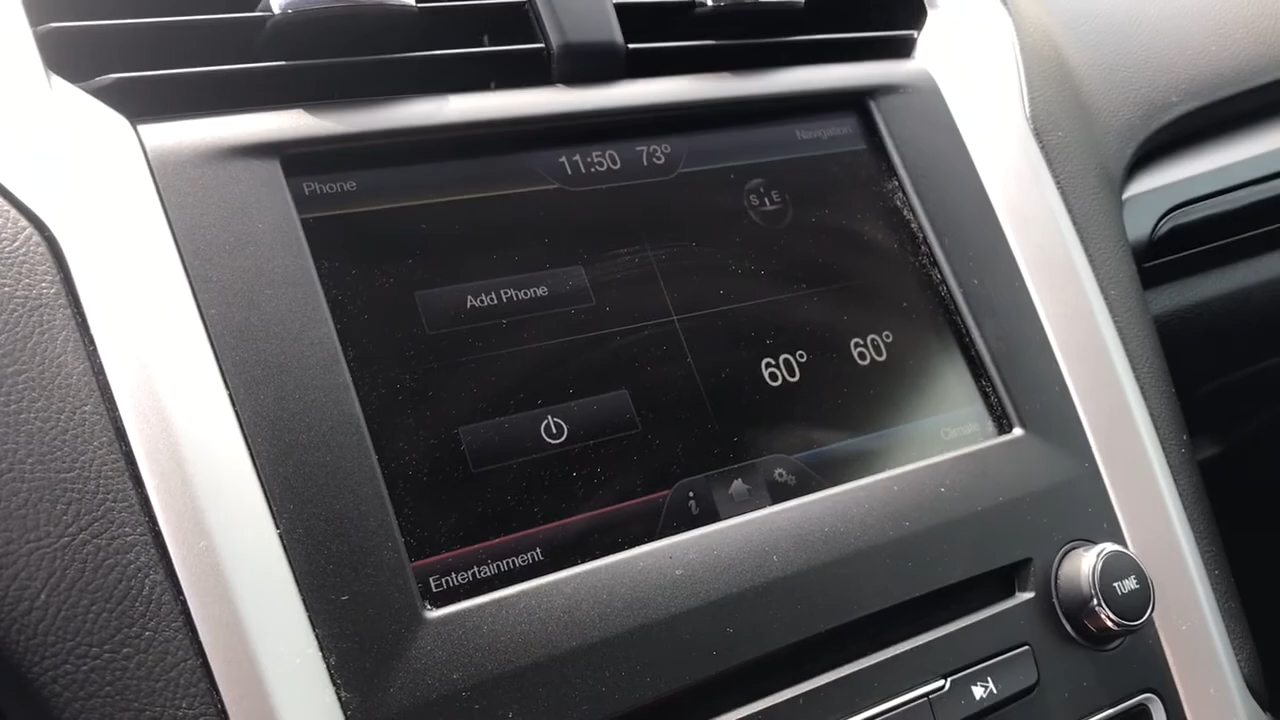 Phone
11:50 73°
Navigation
S E
Add Phone
60° 60°
Climate
i
Entertainment
TUNE